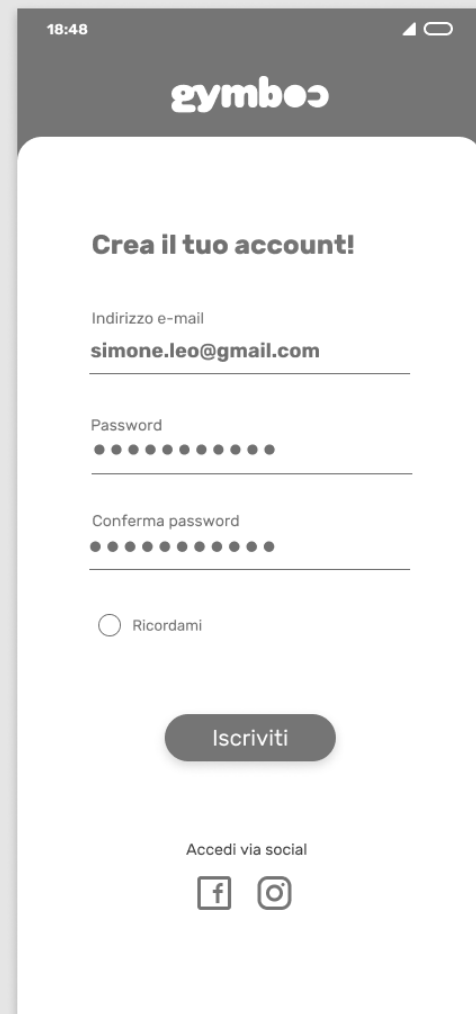 18:48
gymboc
Crea il tuo account!
Indirizzo e-mail
simone.leo@gmail.com
Password
●●●●●●●●●●●
Conferma password
●●●●●●●●●●●
Ricordami
Iscriviti
Accedi via social